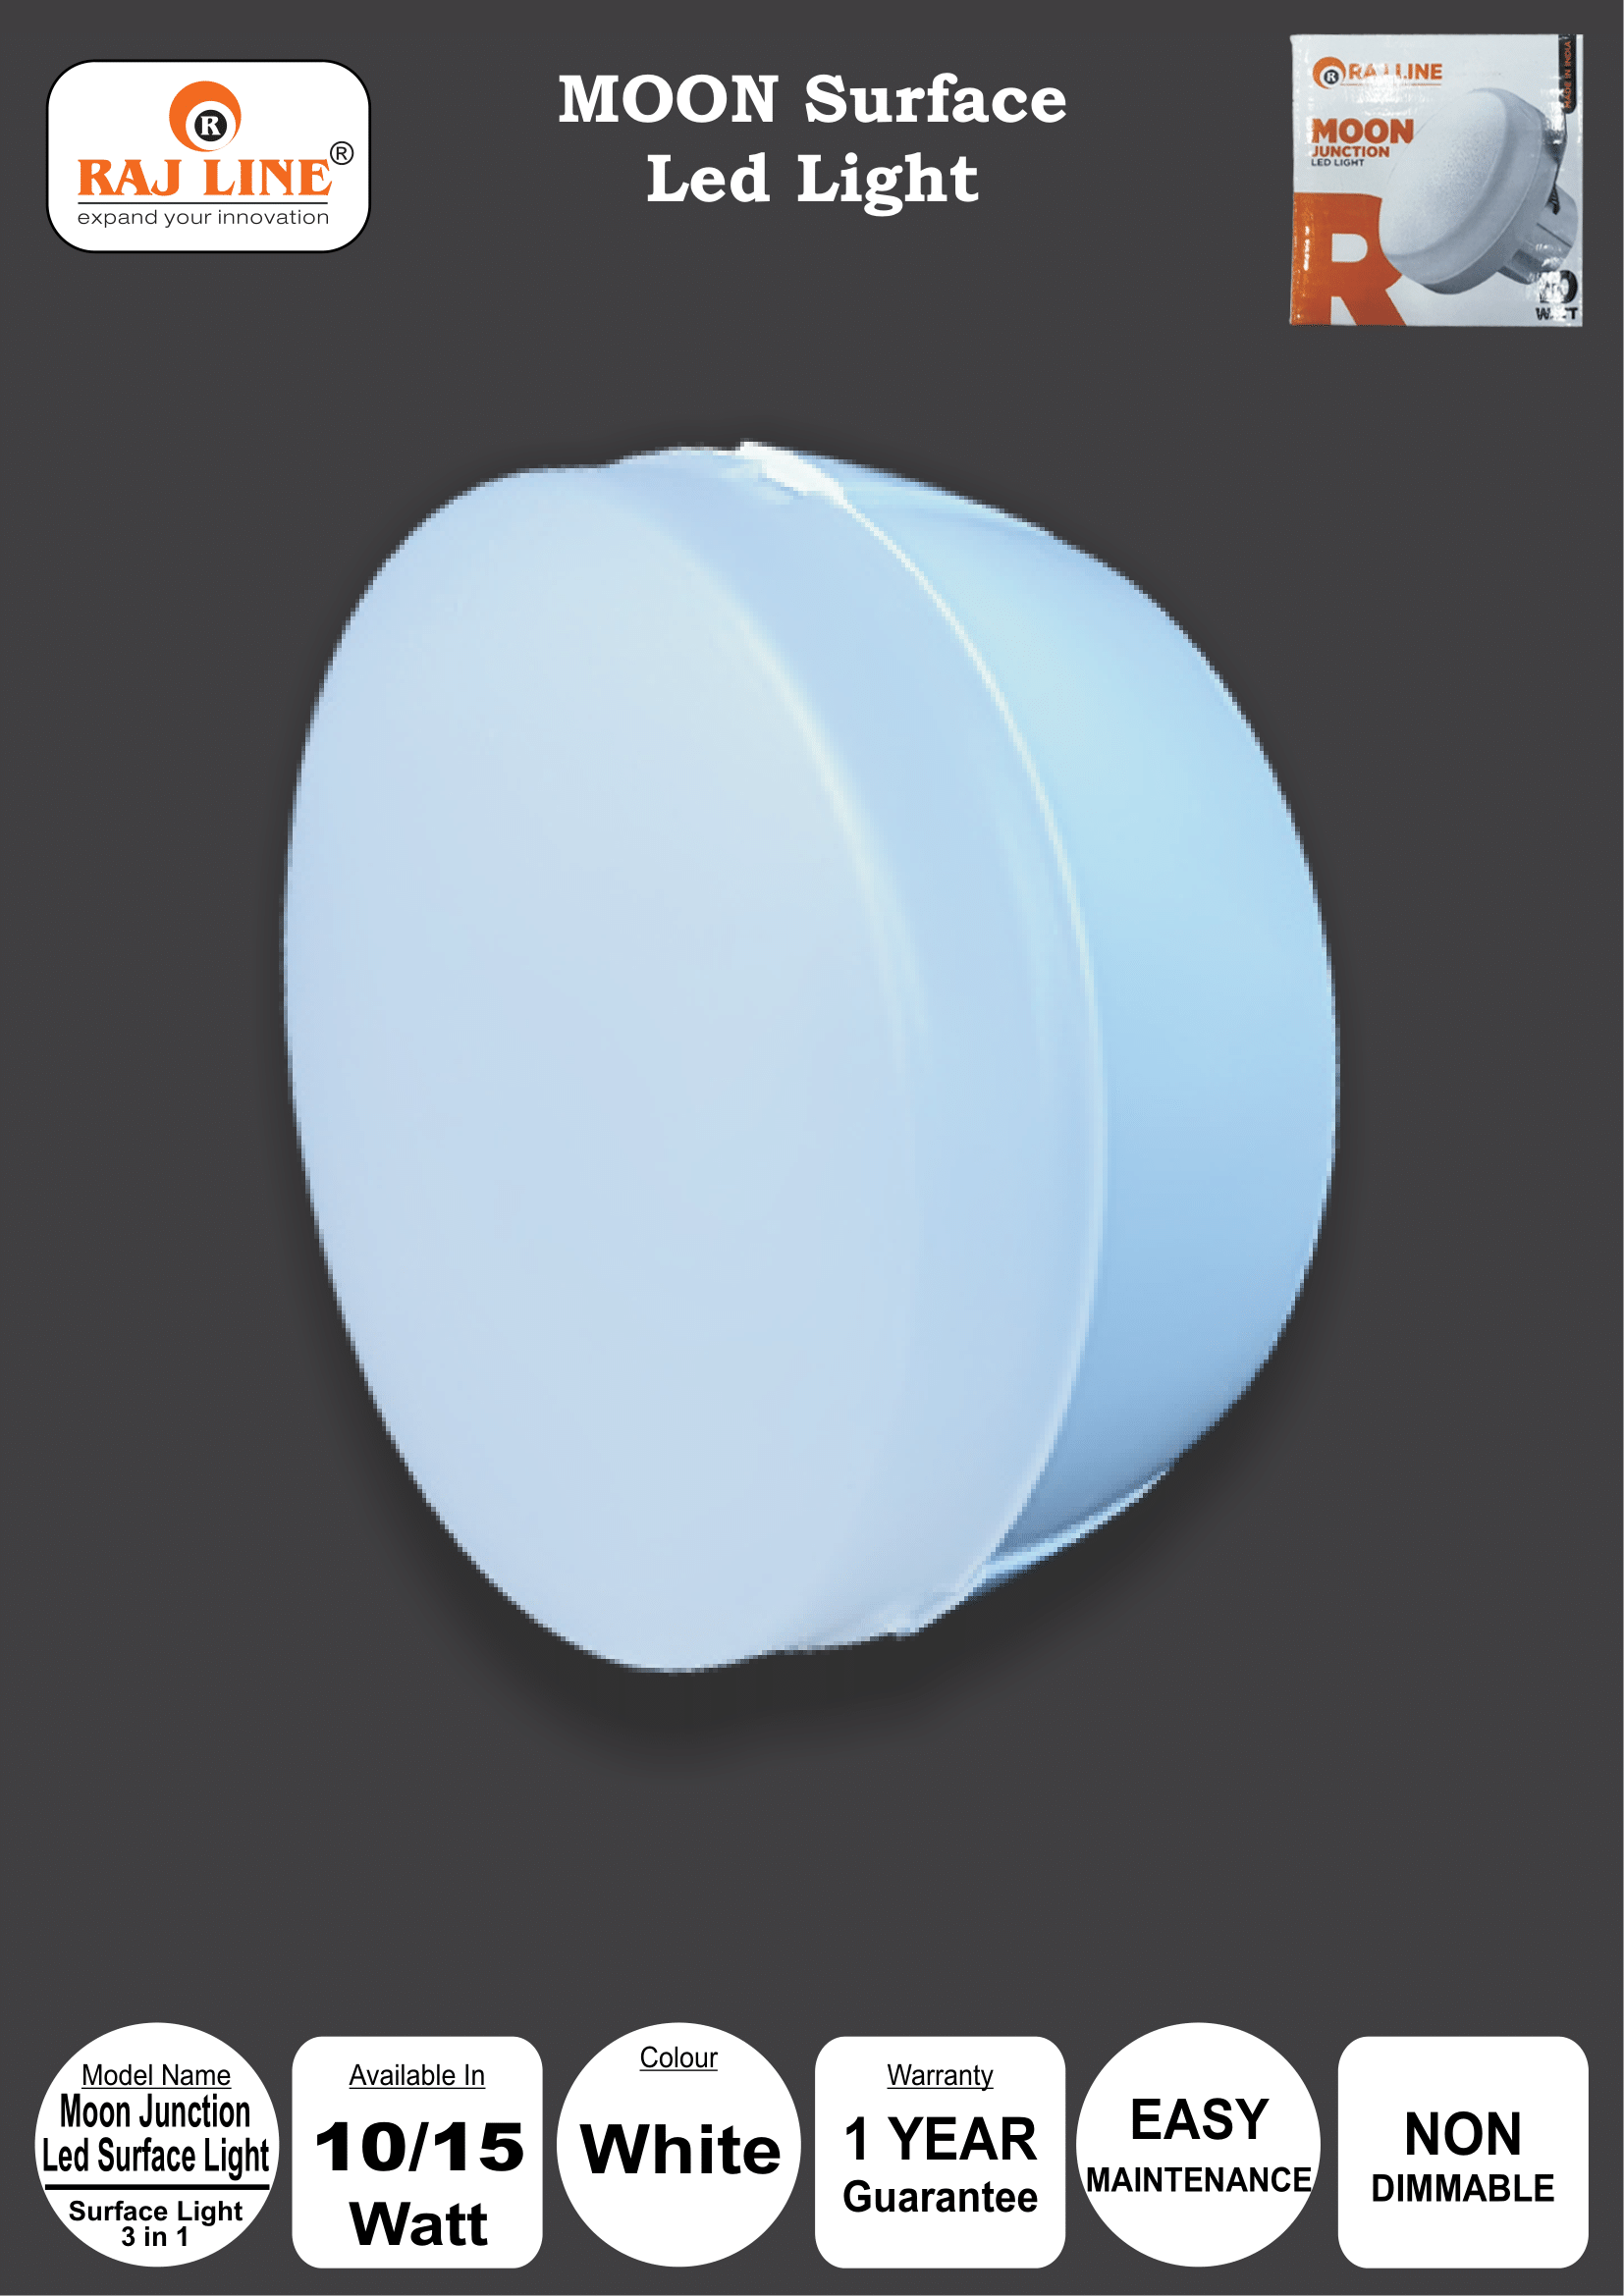 R
RAJ LINE®
expand your innovation
MOON Surface
Led Light
R RAJ LINE
MADE IN INDIA
MOON
JUNCTION
LED LIGHT
R
WATT
Model Name
Moon Junction
Led Surface Light
Surface Light
3 in 1
Available In
10/15
Watt
Colour
White
Warranty
1 YEAR
Guarantee
EASY
MAINTENANCE
NON
DIMMABLE